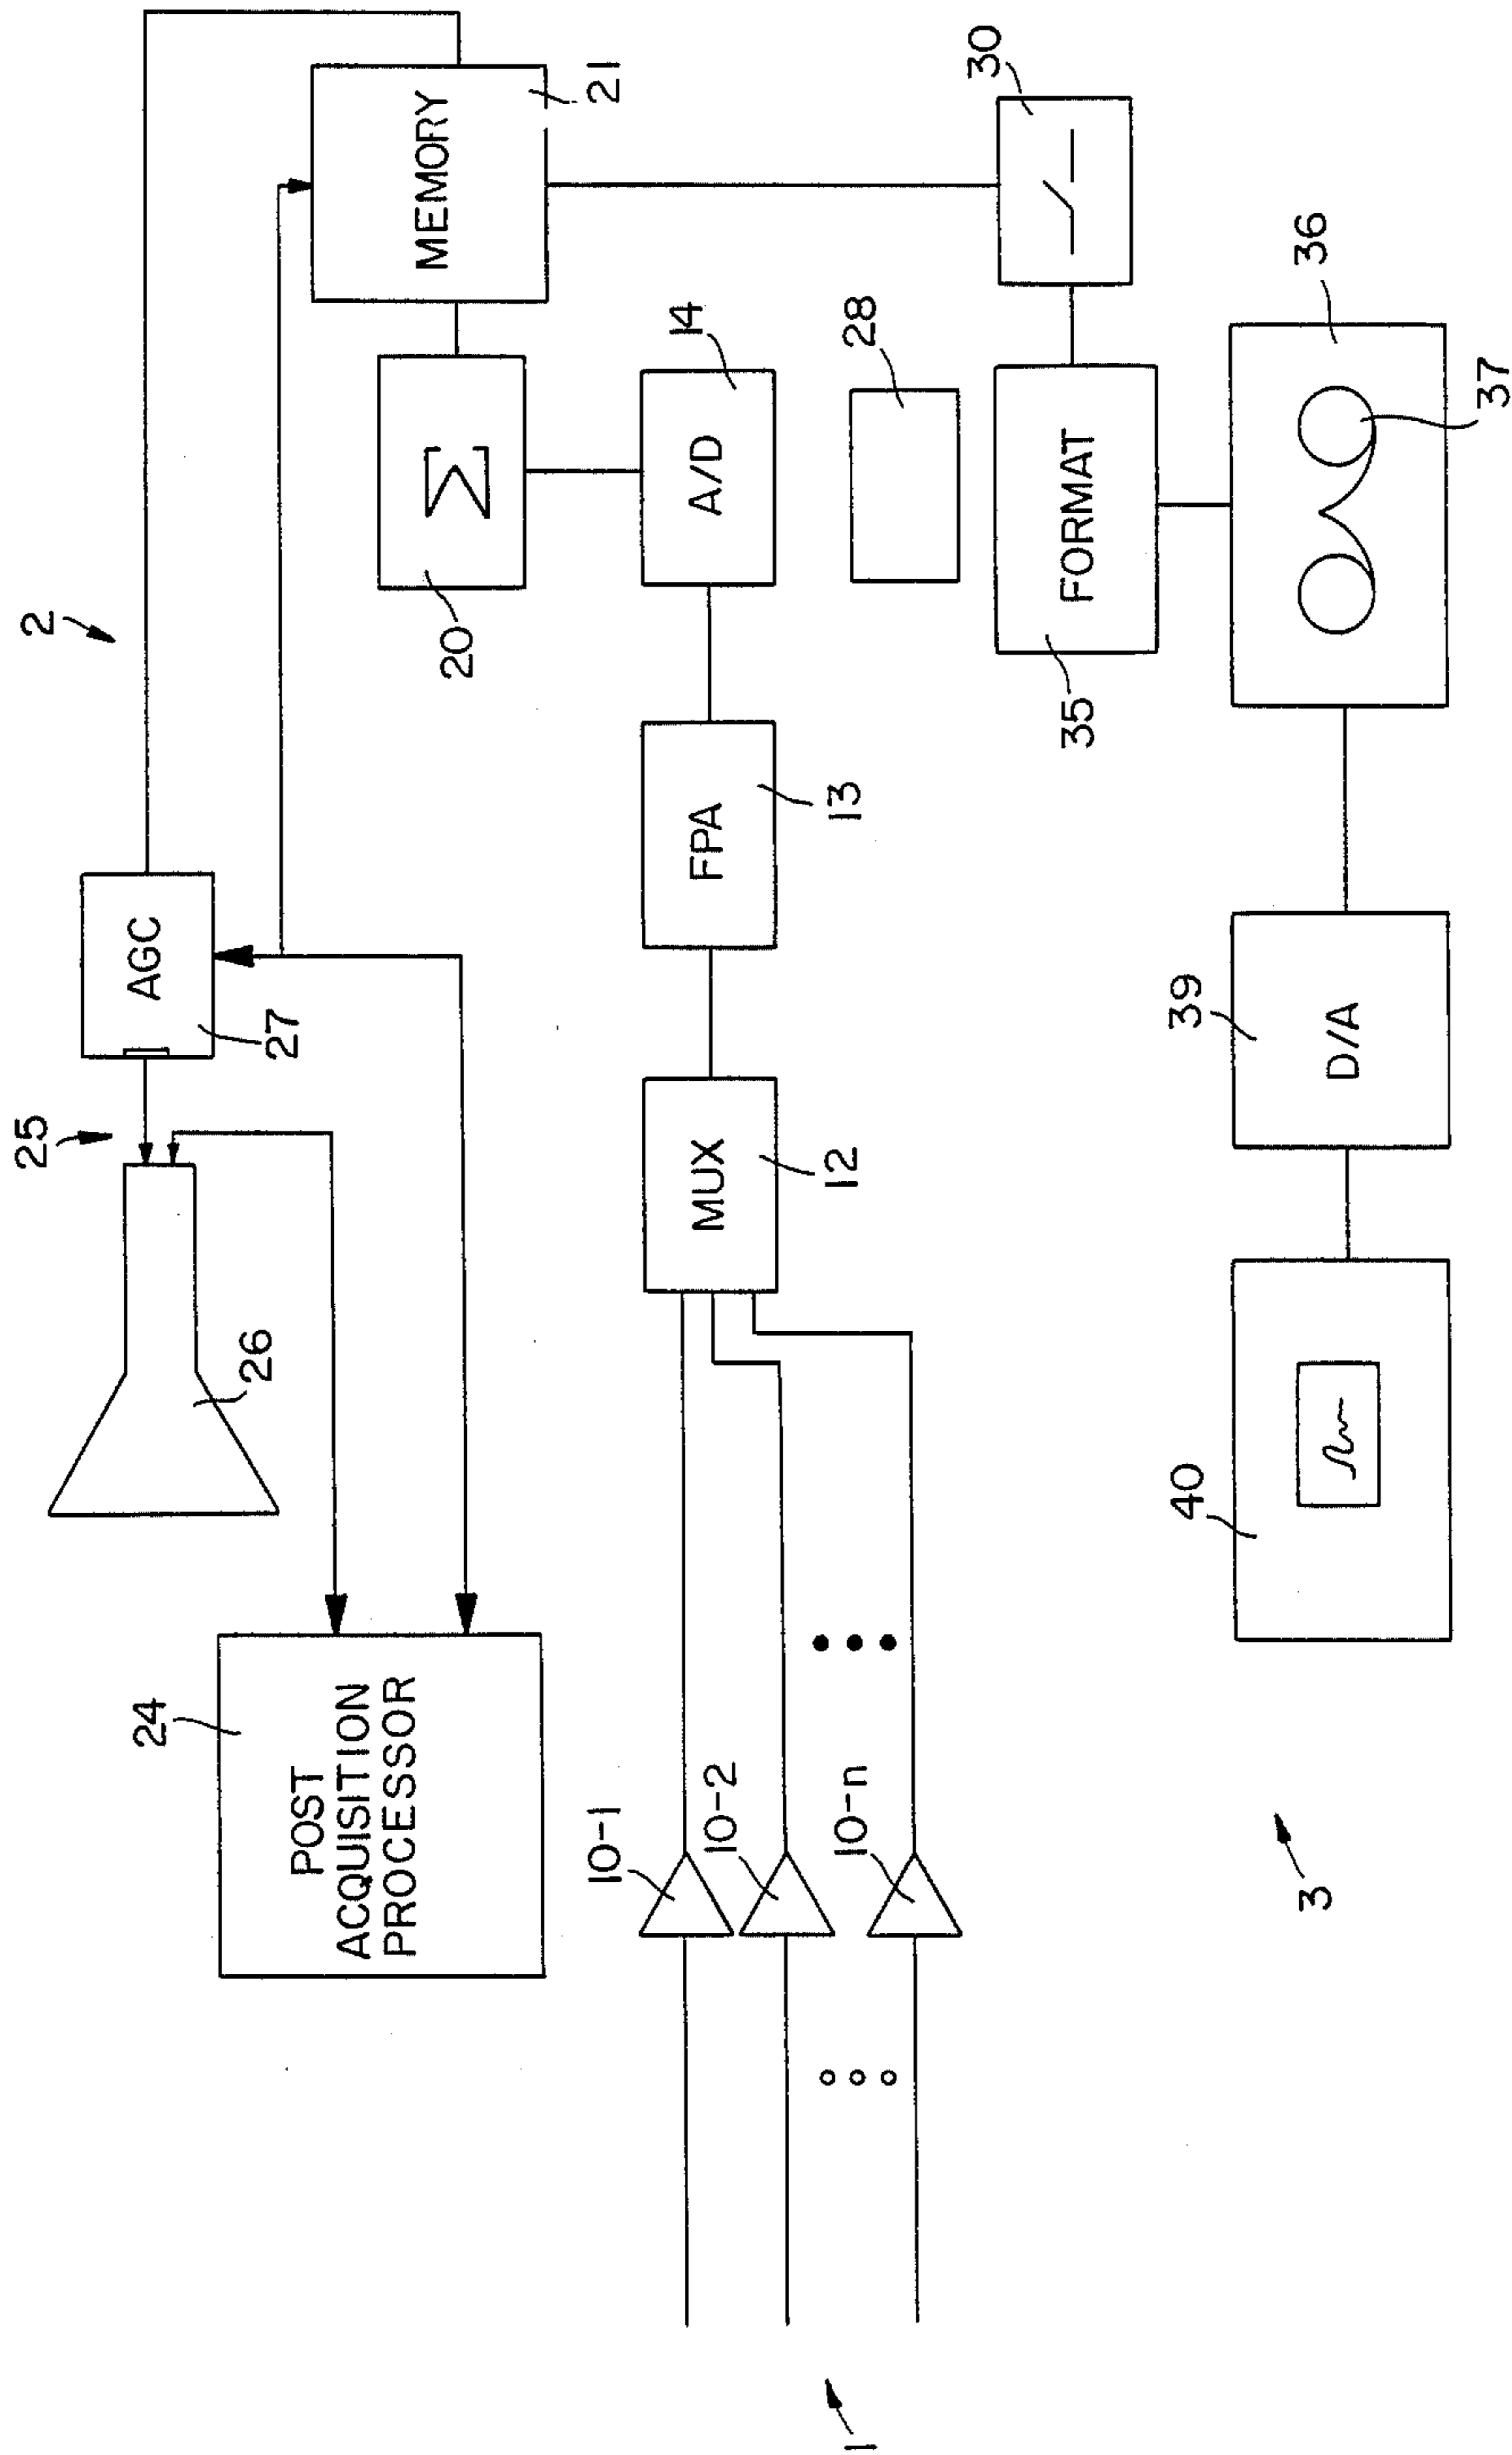 2
25
AGC
27
26
24
POST
ACQUISITION
PROCESSOR
MEMORY
21
Σ
20
A/D
14
FPA
13
MUX
12
10-1
10-2
10-n
1
28
30
FORMAT
35
36
37
D/A
39
40
3